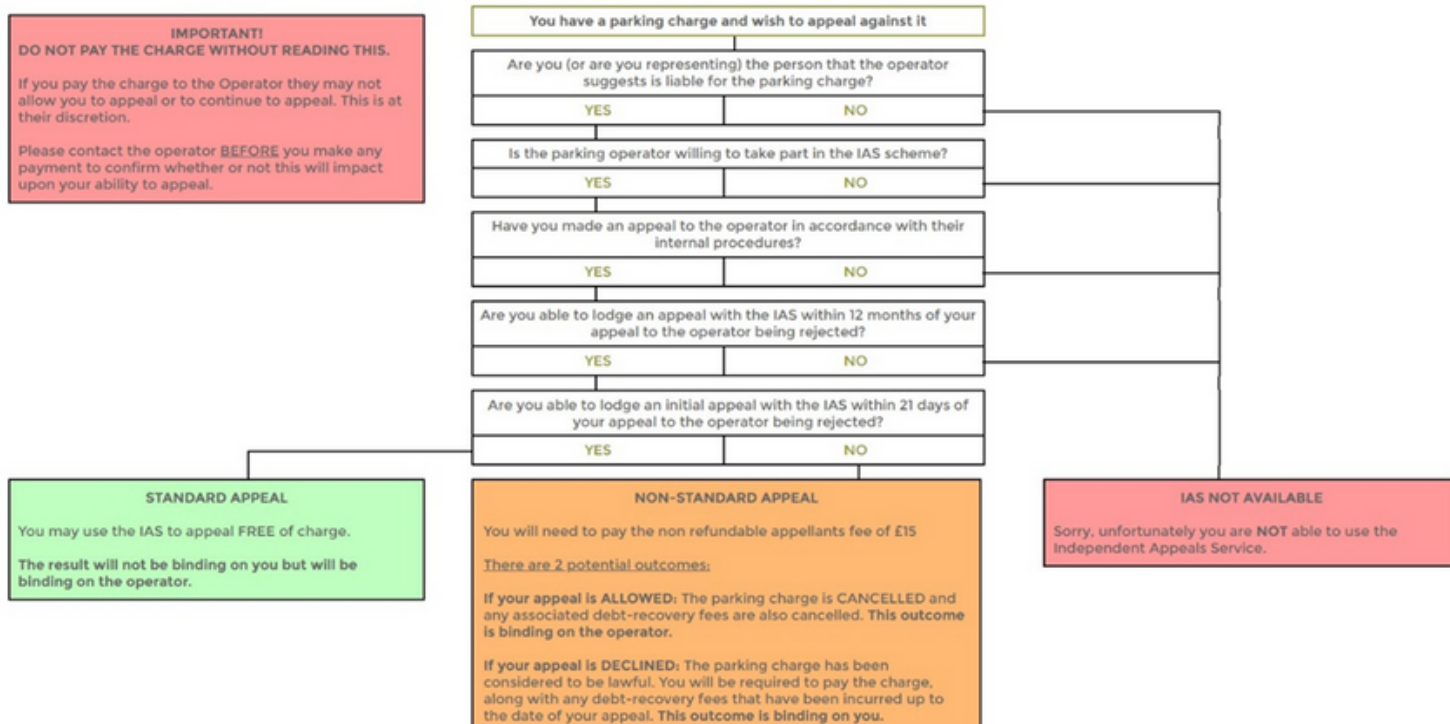 IMPORTANT!
DO NOT PAY THE CHARGE WITHOUT READING THIS.
If you pay the charge to the Operator they may not
allow you to appeal or to continue to appeal. This is at
their discretion.
Please contact the operator BEFORE you make any
payment to confirm whether or not this will impact
upon your ability to appeal.
You have a parking charge and wish to appeal against it
Are you (or are you representing) the person that the operator
suggests is liable for the parking charge?
YES NO
Is the parking operator willing to take part in the IAS scheme?
YES NO
Have you made an appeal to the operator in accordance with their
internal procedures?
YES NO
Are you able to lodge an appeal with the IAS within 12 months of your
appeal to the operator being rejected?
YES NO
Are you able to lodge an initial appeal with the IAS within 21 days of
your appeal to the operator being rejected?
YES NO
STANDARD APPEAL
You may use the IAS to appeal FREE of charge.
The result will not be binding on you but will be
binding on the operator.
NON-STANDARD APPEAL
You will need to pay the non refundable appellants fee of £15
There are 2 potential outcomes:
If your appeal is ALLOWED: The parking charge is CANCELLED and
any associated debt-recovery fees are also cancelled. This outcome
is binding on the operator.
If your appeal is DECLINED: The parking charge has been
considered to be lawful. You will be required to pay the charge,
along with any debt-recovery fees that have been incurred up to
the date of your appeal. This outcome is binding on you.
IAS NOT AVAILABLE
Sorry, unfortunately you are NOT able to use the
Independent Appeals Service.